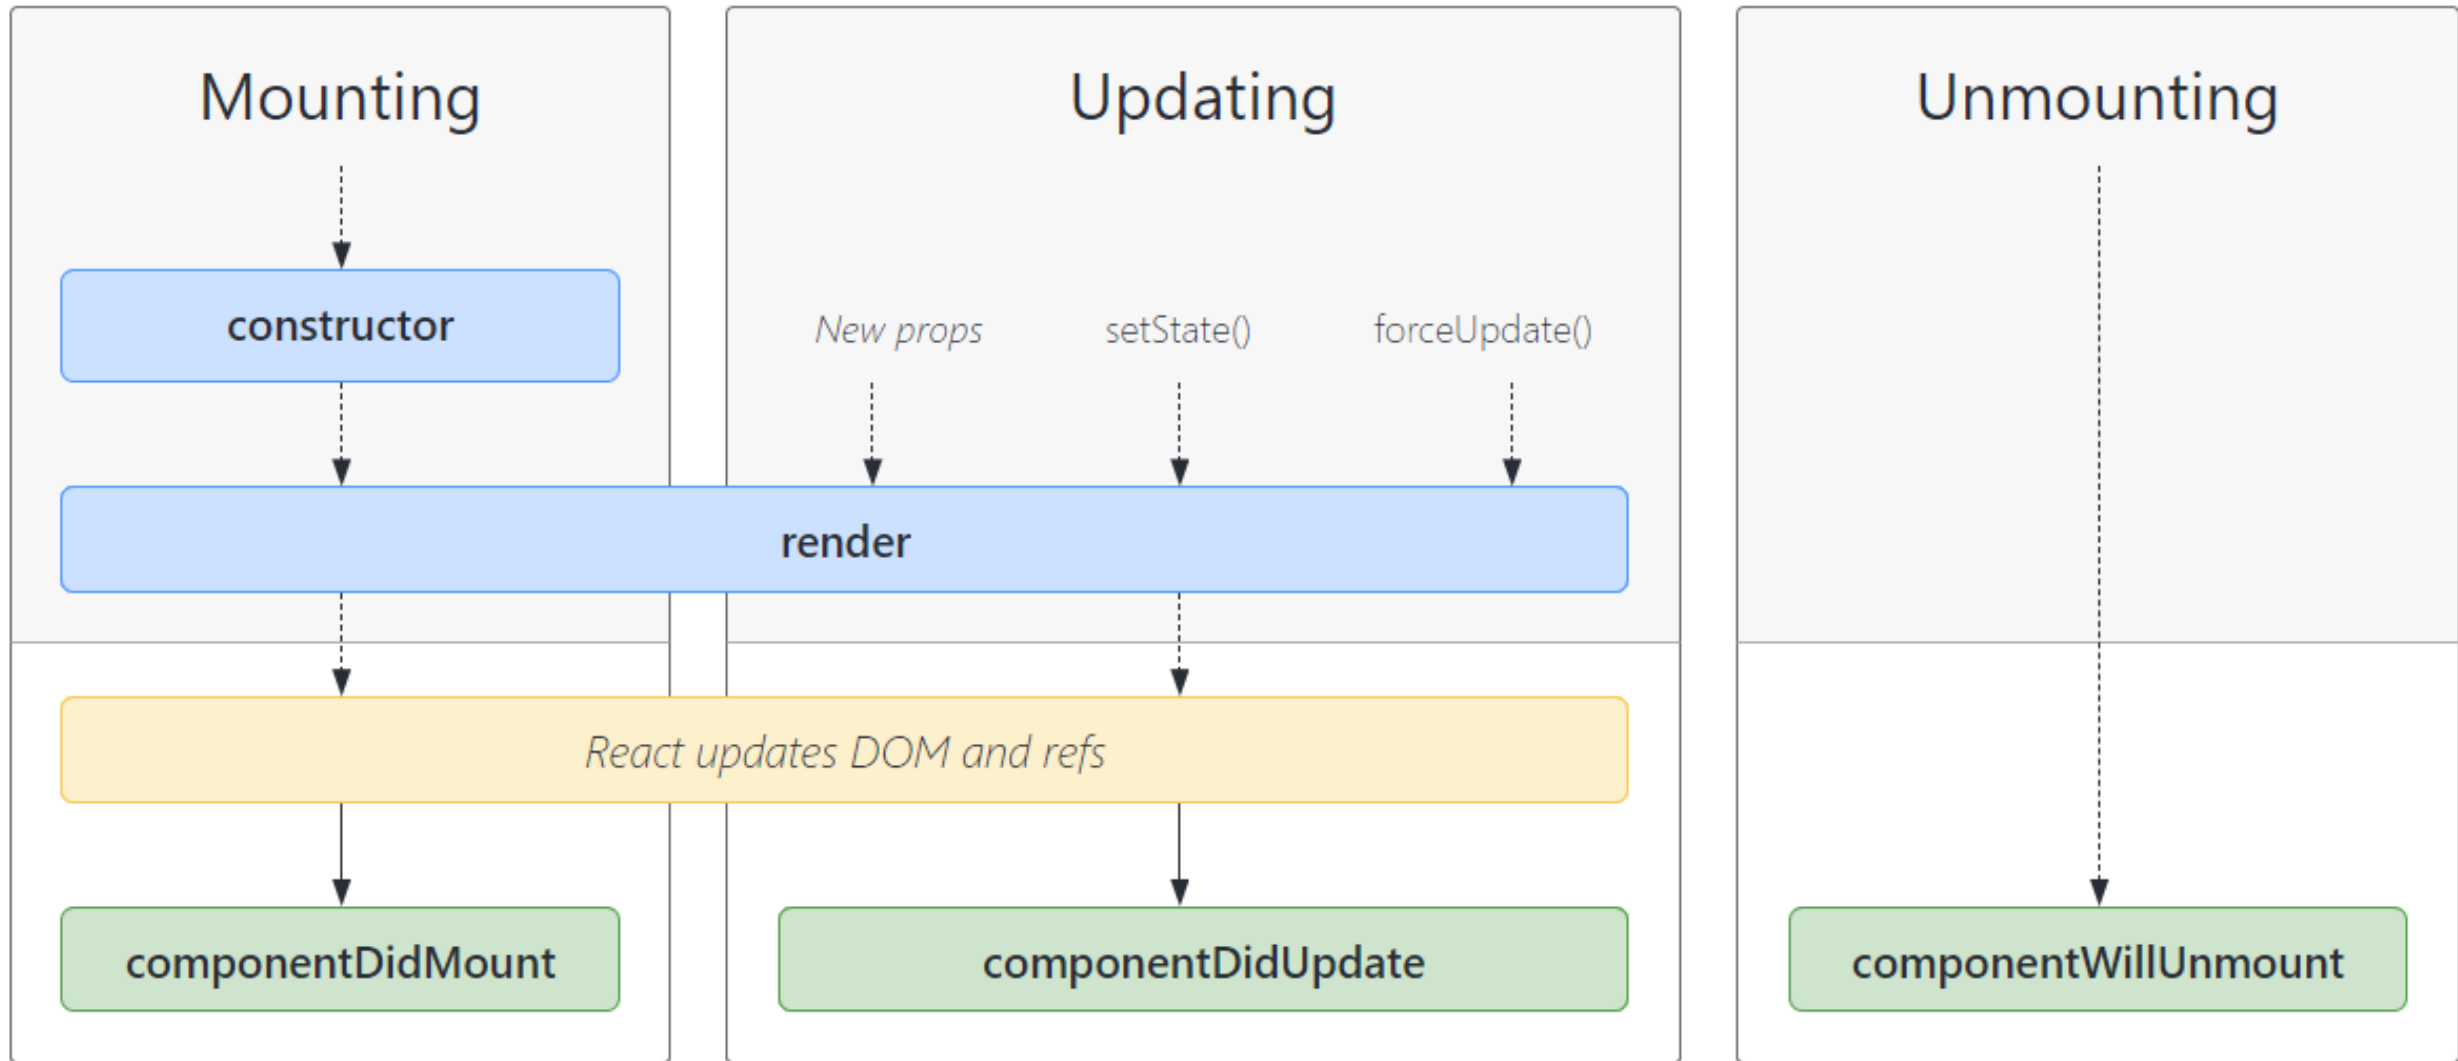 Mounting
Updating
Unmounting
constructor
New props
setState()
forceUpdate()
render
React updates DOM and refs
componentDidMount
componentDidUpdate
componentWillUnmount